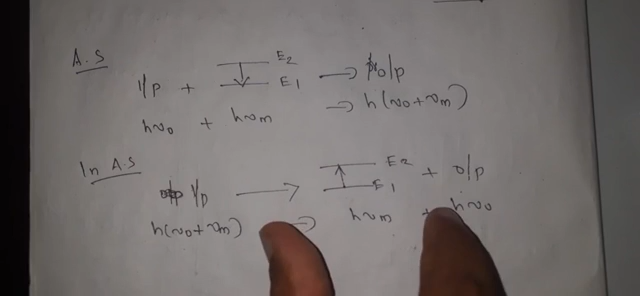 A.S
E2
I/p + E1 → o/p
hν0 + hνm → h(ν0+νm)
In A.S
E2
I/p → E1 + o/p
h(ν0+νm) → hνm + hν0